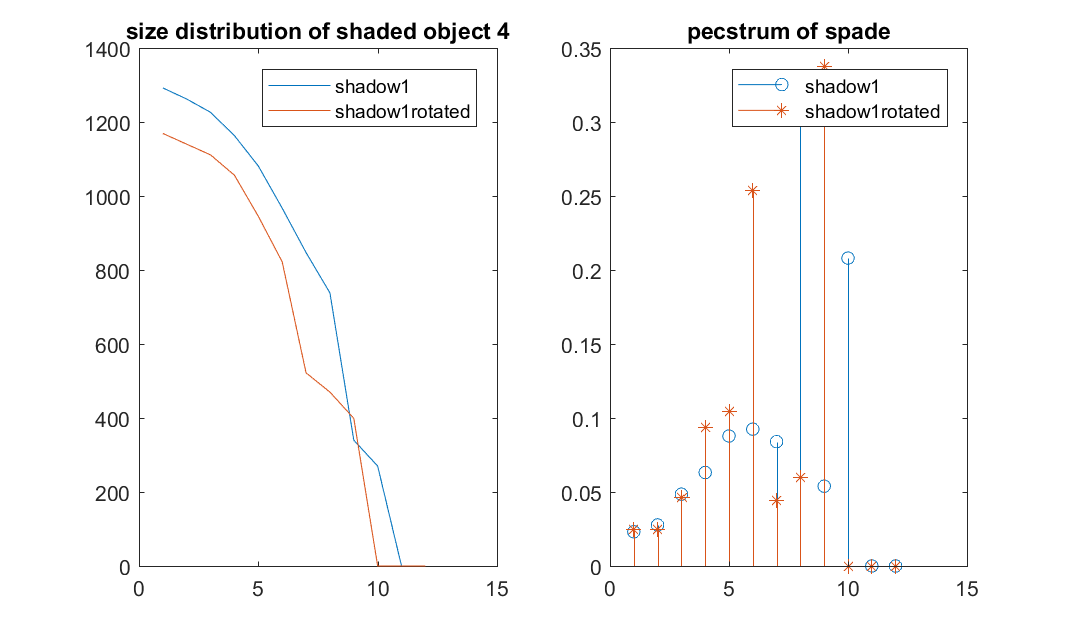 size distribution of shaded object 4
1400
1200
1000
800
600
400
200
0
0 5 10 15
shadow1
shadow1rotated
pecstrum of spade
0.35
0.3
0.25
0.2
0.15
0.1
0.05
0
0 5 10 15
shadow1
shadow1rotated